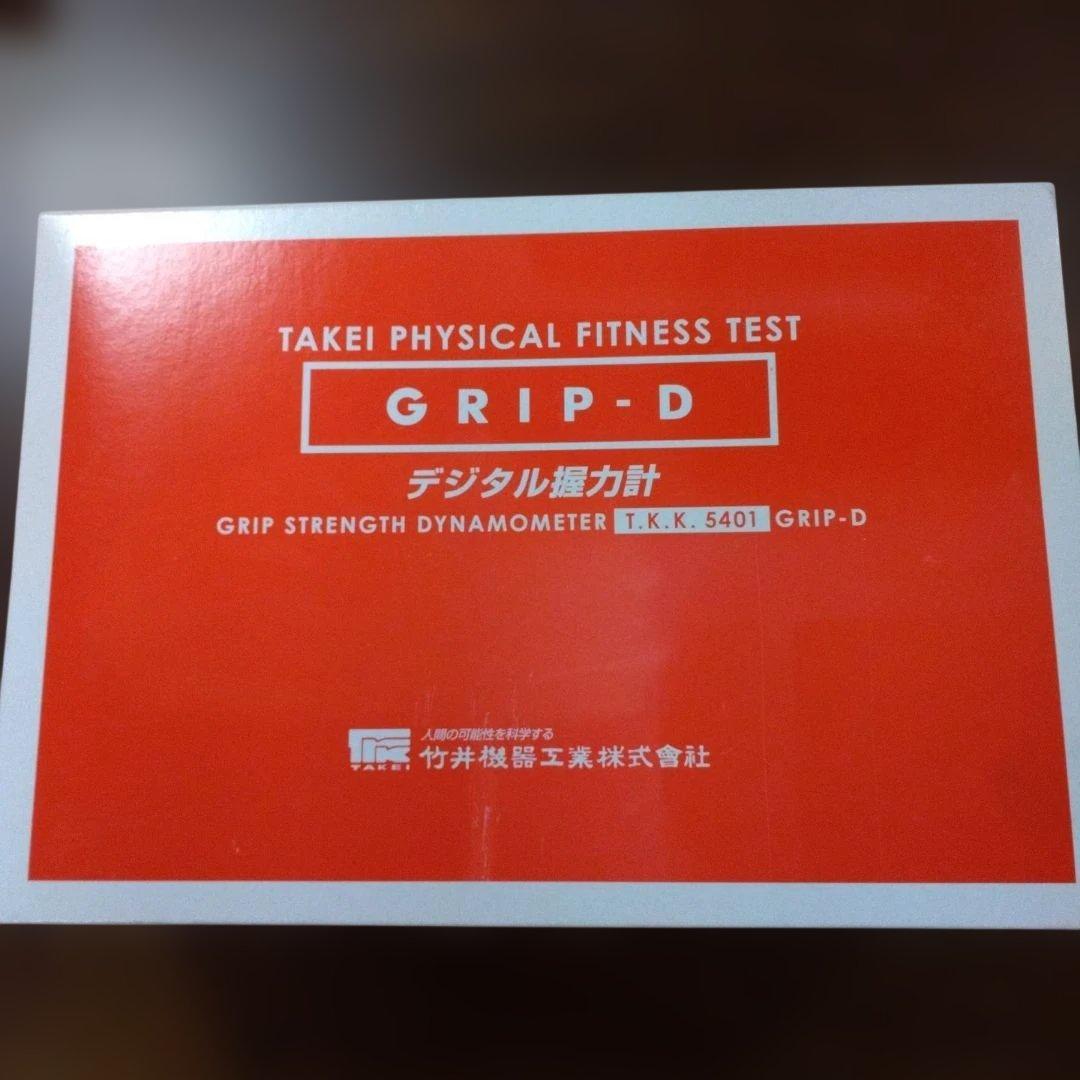 TAKEI PHYSICAL FITNESS TEST
GRIP-D
デジタル握力計
GRIP STRENGTH DYNAMOMETER T.K.K. 5401 GRIP-D
人間の可能性を科学する
TAKEI 竹井機器工業株式會社